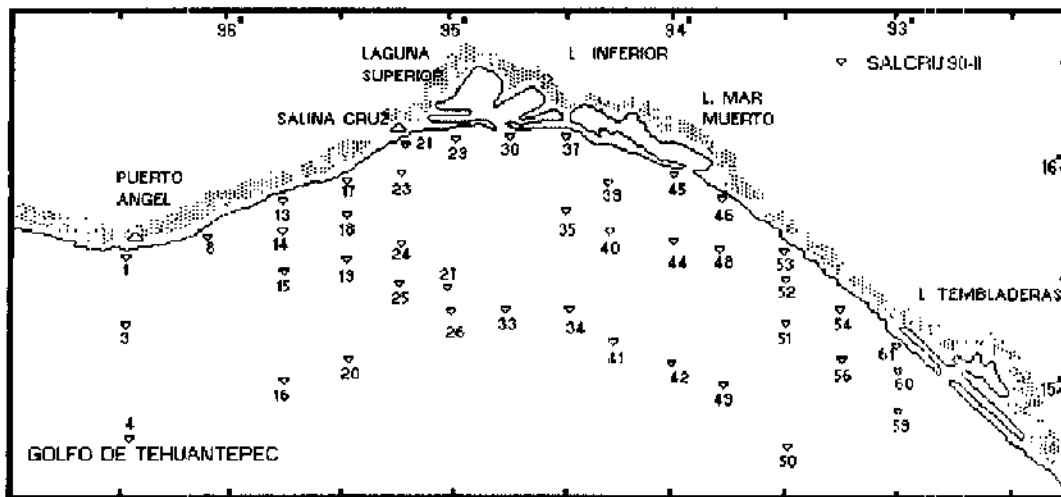 96° 95° 94° 93°
LAGUNA SUPERIOR
L INFERIOR
▿ SALCRU 90-II
L. MAR MUERTO
SALINA CRUZ
21 29 30 37
16°
PUERTO ANGEL
17 23 39 45
13 46
18 35
14 40
24 44 48 53
1
19 21
15 52
25
L TEMBLADERAS
3 26 33 34 51 54
41 61
20 42 56 60
16 49 15°
59
4
GOLFO DE TEHUANTEPEC
50